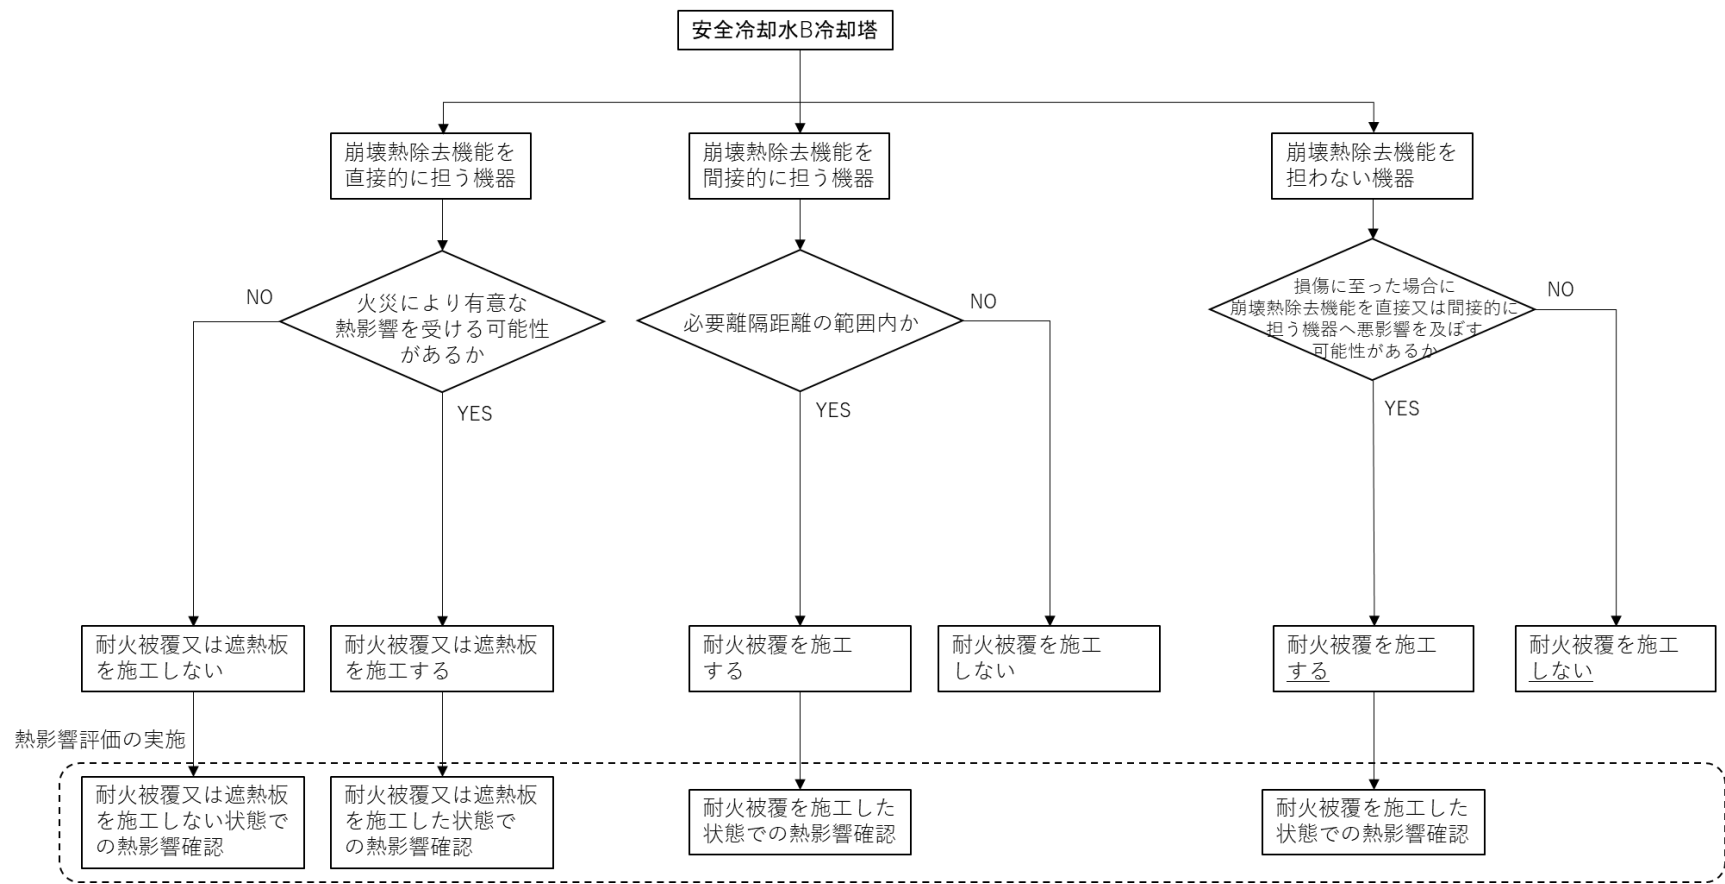 安全冷却水B冷却塔
崩壊熱除去機能を
直接的に担う機器
崩壊熱除去機能を
間接的に担う機器
崩壊熱除去機能を
担わない機器
火災により有意な
熱影響を受ける可能性
があるか
NO
YES
必要離隔距離の範囲内か
NO
YES
損傷に至った場合に
崩壊熱除去機能を直接又は間接的に
担う機器へ悪影響を及ぼす
可能性があるか
NO
YES
耐火被覆又は遮熱板
を施工しない
耐火被覆又は遮熱板
を施工する
耐火被覆を施工
する
耐火被覆を施工
しない
耐火被覆を施工
する
耐火被覆を施工
しない
熱影響評価の実施
耐火被覆又は遮熱板
を施工しない状態で
の熱影響確認
耐火被覆又は遮熱板
を施工した状態で
の熱影響確認
耐火被覆を施工した
状態での熱影響確認
耐火被覆を施工した
状態での熱影響確認